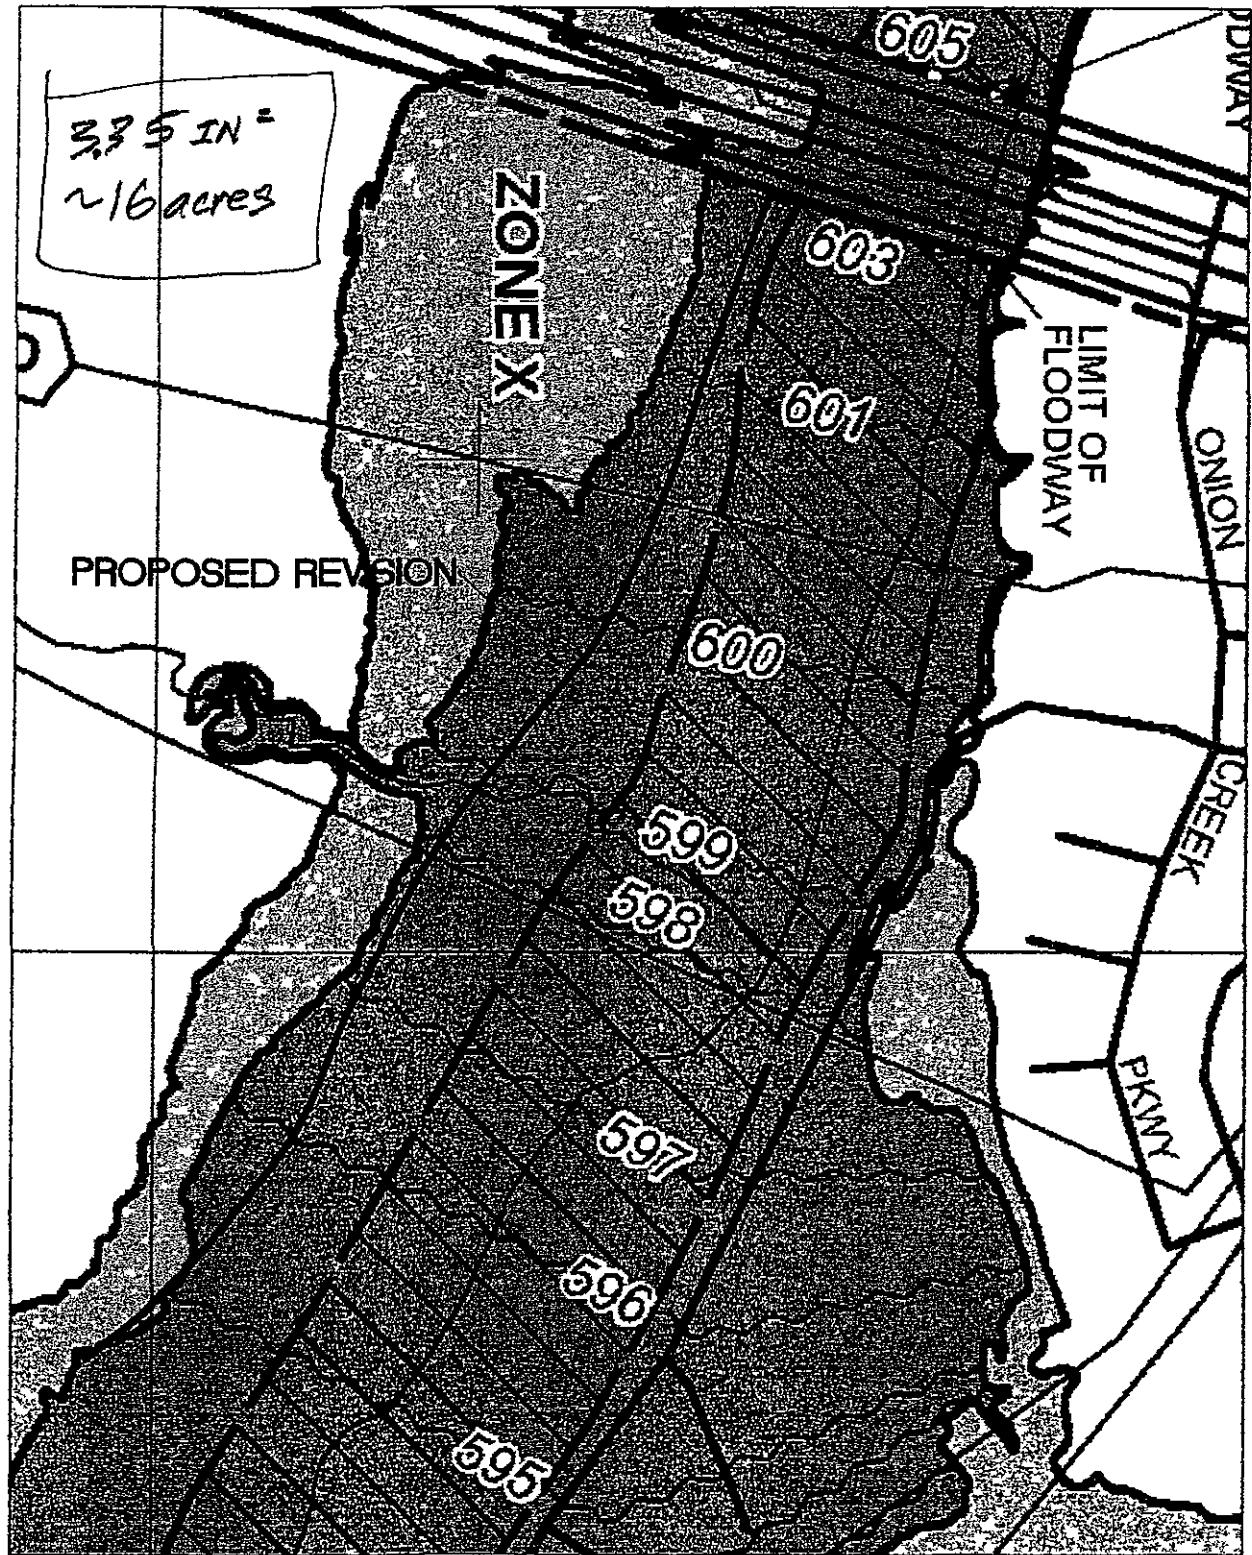 605
3.35 IN =
~16 acres
ZONE X
603
LIMIT OF
FLOODWAY
601
ONION
PROPOSED REVISION
600
CREEK
599
598
PKWY
597
596
595